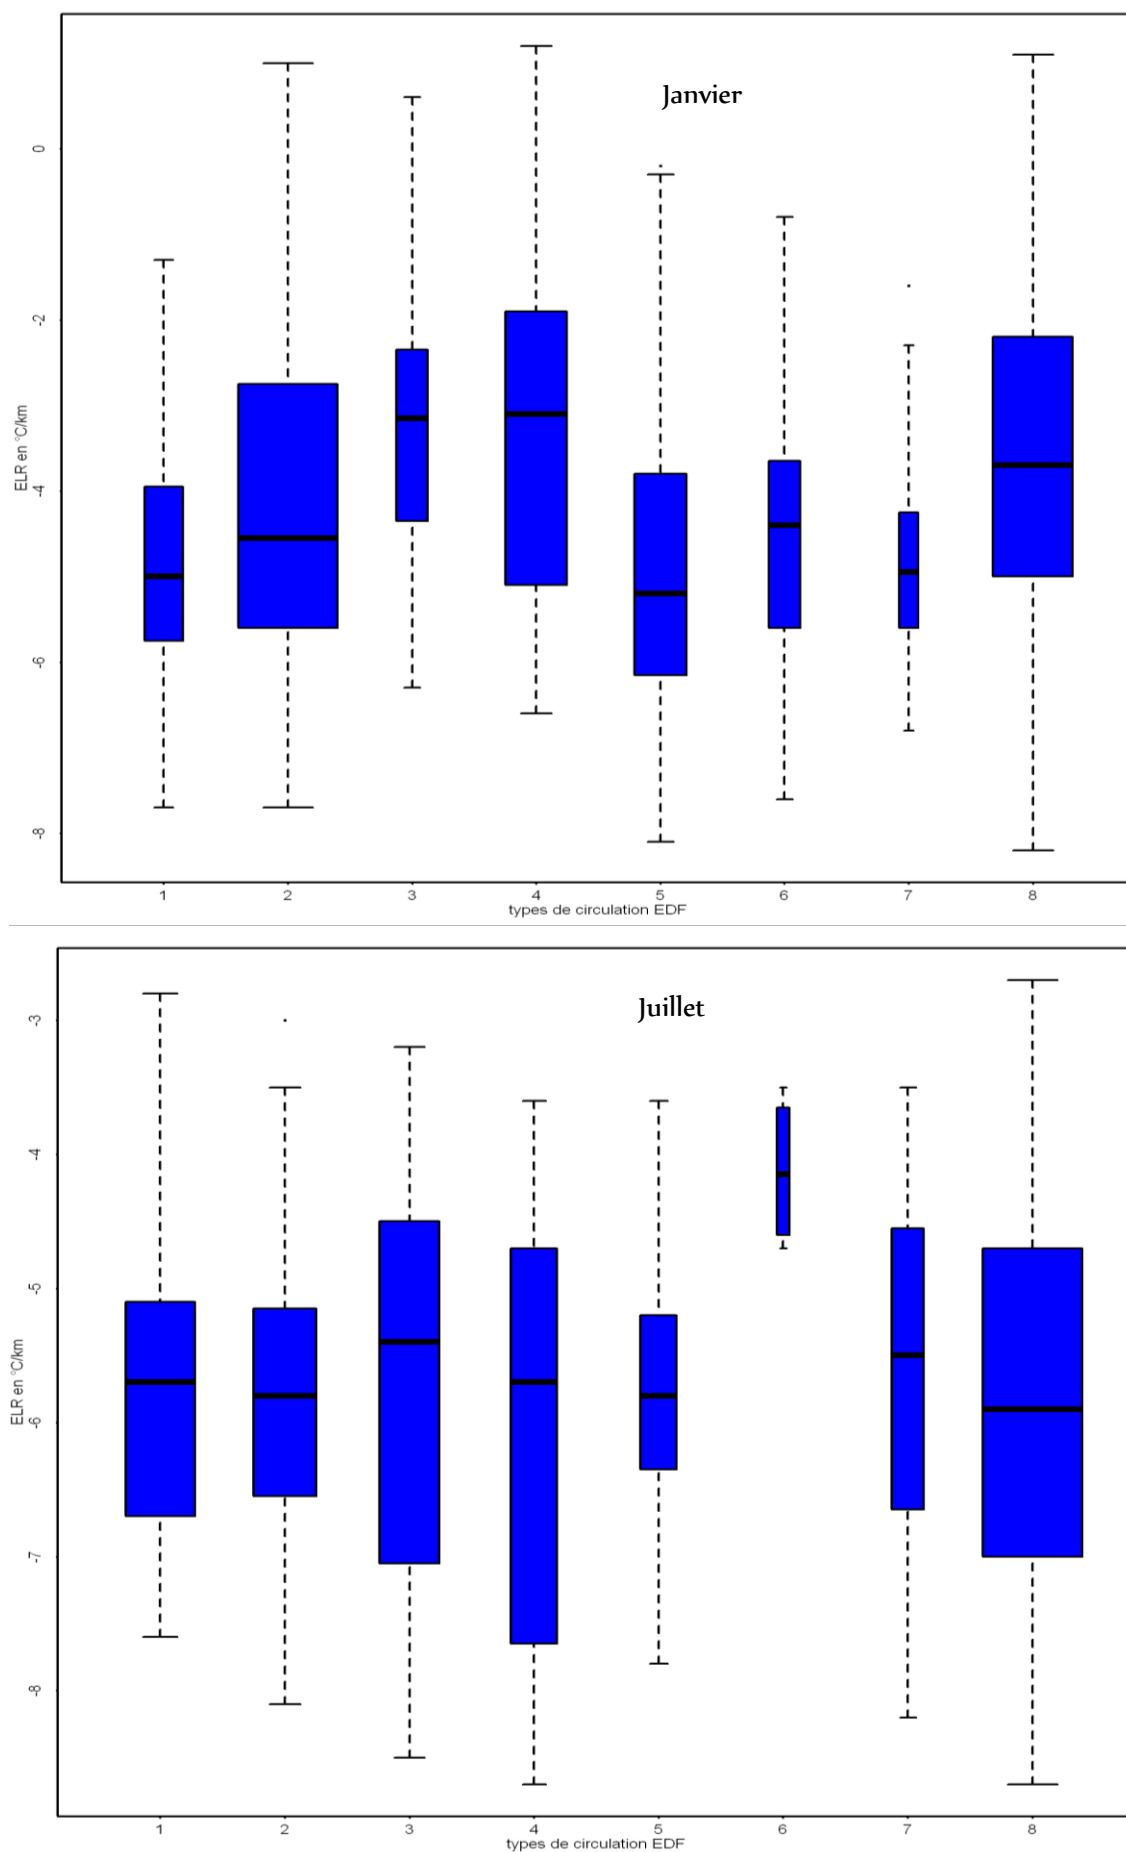 Janvier
0
-2
-4
-6
-8
ELR en °C/km
1 2 3 4 5 6 7 8
types de circulation EDF
Juillet
-3
-4
-5
-6
-7
-8
ELR en °C/km
1 2 3 4 5 6 7 8
types de circulation EDF